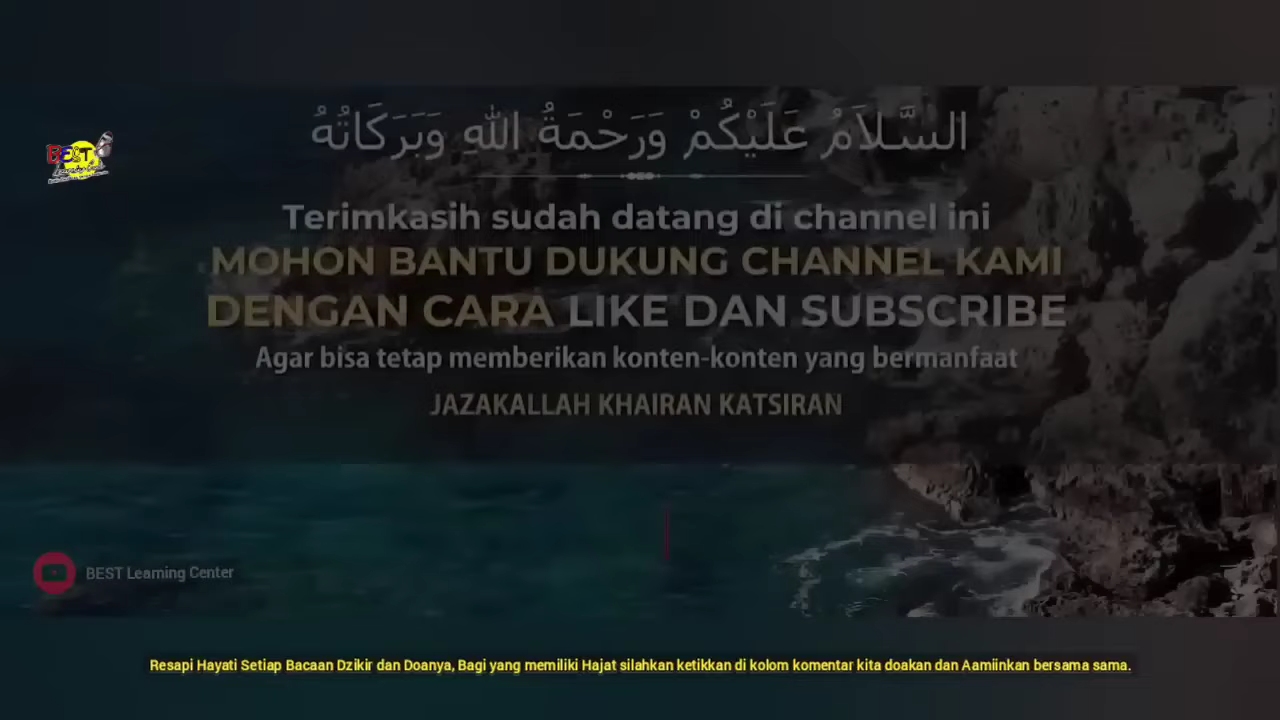 السَّلاَمُ عَلَيْكُمْ وَرَحْمَةُ اللهِ وَبَرَكَاتُهُ
BEST
Terimkasih sudah datang di channel ini
MOHON BANTU DUKUNG CHANNEL KAMI
DENGAN CARA LIKE DAN SUBSCRIBE
Agar bisa tetap memberikan konten-konten yang bermanfaat
JAZAKALLAH KHAIRAN KATSIRAN
BEST Learning Center
Resapi Hayati Setiap Bacaan Dzikir dan Doanya, Bagi yang memiliki Hajat silahkan ketikkan di kolom komentar kita doakan dan Aamiinkan bersama sama.